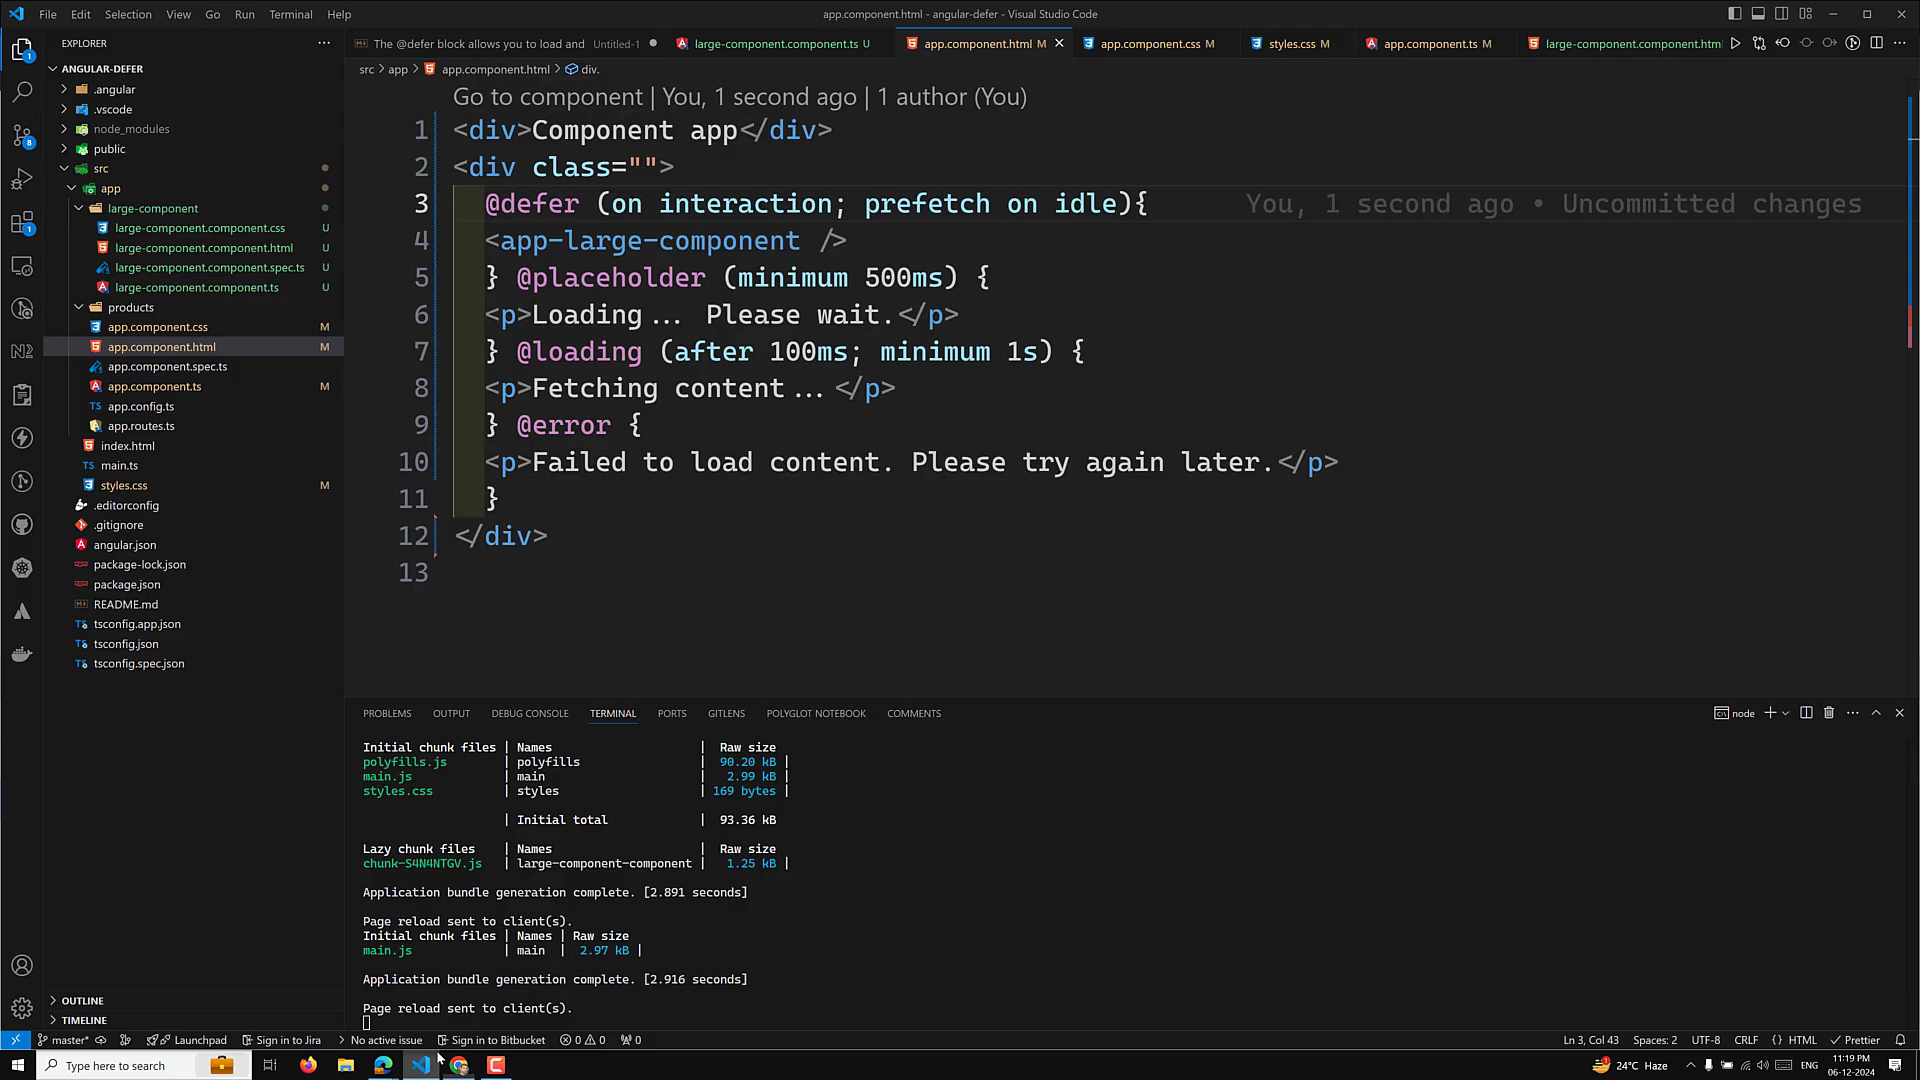 File Edit Selection View Go Run Terminal Help
app.component.html - angular-defer - Visual Studio Code
EXPLORER
The @defer block allows you to load and Untitled-1
large-component.component.ts U
app.component.html M
app.component.css M
styles.css M
app.component.ts M
large-component.component.html
ANGULAR-DEFER
src > app > app.component.html > div.
.angular
.vscode
node_modules
public
src
app
large-component
large-component.component.css U
large-component.component.html U
large-component.component.spec.ts U
large-component.component.ts U
products
app.component.css M
app.component.html M
app.component.spec.ts
app.component.ts M
app.config.ts
app.routes.ts
index.html
main.ts
styles.css M
.editorconfig
.gitignore
angular.json
package-lock.json
package.json
README.md
tsconfig.app.json
tsconfig.json
tsconfig.spec.json
OUTLINE
TIMELINE
Go to component | You, 1 second ago | 1 author (You)
1 <div>Component app</div>
2 <div class="">
3 @defer (on interaction; prefetch on idle){ You, 1 second ago • Uncommitted changes
4 <app-large-component />
5 } @placeholder (minimum 500ms) {
6 <p>Loading... Please wait.</p>
7 } @loading (after 100ms; minimum 1s) {
8 <p>Fetching content...</p>
9 } @error {
10 <p>Failed to load content. Please try again later.</p>
11 }
12 </div>
13
PROBLEMS OUTPUT DEBUG CONSOLE TERMINAL PORTS GITLENS POLYGLOT NOTEBOOK COMMENTS
node
Initial chunk files | Names | Raw size
polyfills.js | polyfills | 90.20 kB |
main.js | main | 2.99 kB |
styles.css | styles | 169 bytes |
| Initial total | 93.36 kB
Lazy chunk files | Names | Raw size
chunk-S4N4NTGV.js | large-component-component | 1.25 kB |
Application bundle generation complete. [2.891 seconds]
Page reload sent to client(s).
Initial chunk files | Names | Raw size
main.js | main | 2.97 kB |
Application bundle generation complete. [2.916 seconds]
Page reload sent to client(s).
master* Launchpad Sign in to Jira No active issue Sign in to Bitbucket 0 0 0
Ln 3, Col 43 Spaces: 2 UTF-8 CRLF {} HTML Prettier
Type here to search
24°C Haze ENG
11:19 PM
06-12-2024